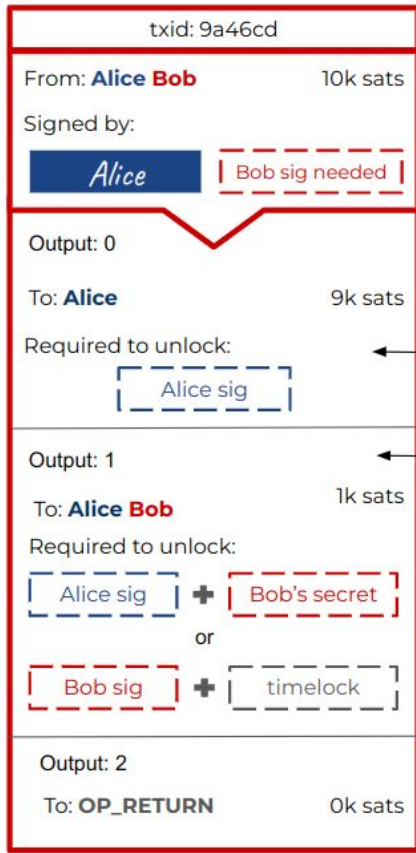 txid: 9a46cd
From: Alice Bob 10k sats
Signed by:
Alice Bob sig needed
Output: 0
To: Alice 9k sats
Required to unlock:
Alice sig
Output: 1
1k sats
To: Alice Bob
Required to unlock:
Alice sig + Bob's secret
or
Bob sig + timelock
Output: 2
To: OP_RETURN 0k sats